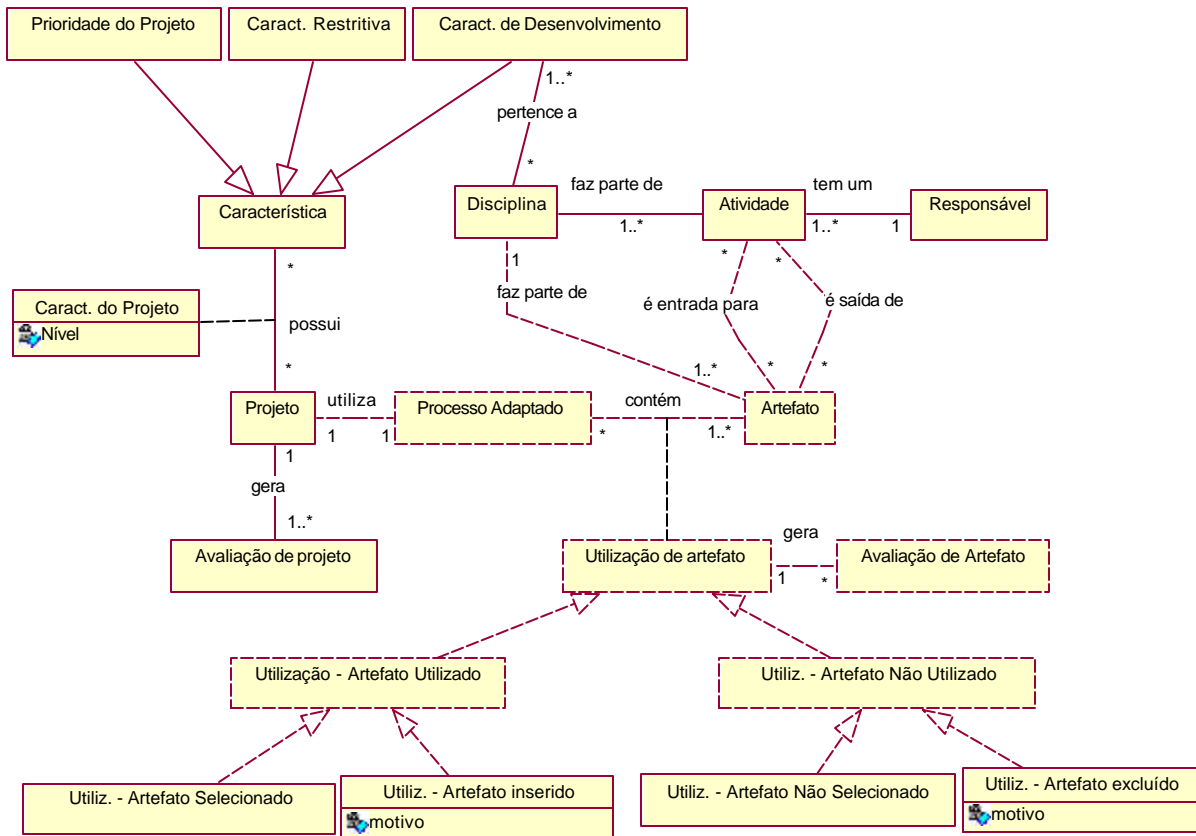 Prioridade do Projeto
Caract. Restritiva
Caract. de Desenvolvimento
1..*
pertence a
*
faz parte de
tem um
Característica
Disciplina
Atividade
Responsável
1..*
1..*
1
*
1
*
*
faz parte de
é entrada para
é saída de
Caract. do Projeto
Nível
possui
*
1..*
*
*
Projeto
utiliza
Processo Adaptado
contém
Artefato
1
1
1
*
1..*
gera
1..*
Avaliação de projeto
Utilização de artefato
gera
Avaliação de Artefato
1
*
Utilização - Artefato Utilizado
Utiliz. - Artefato Não Utilizado
Utiliz. - Artefato Selecionado
Utiliz. - Artefato inserido
motivo
Utiliz. - Artefato Não Selecionado
Utiliz. - Artefato excluído
motivo